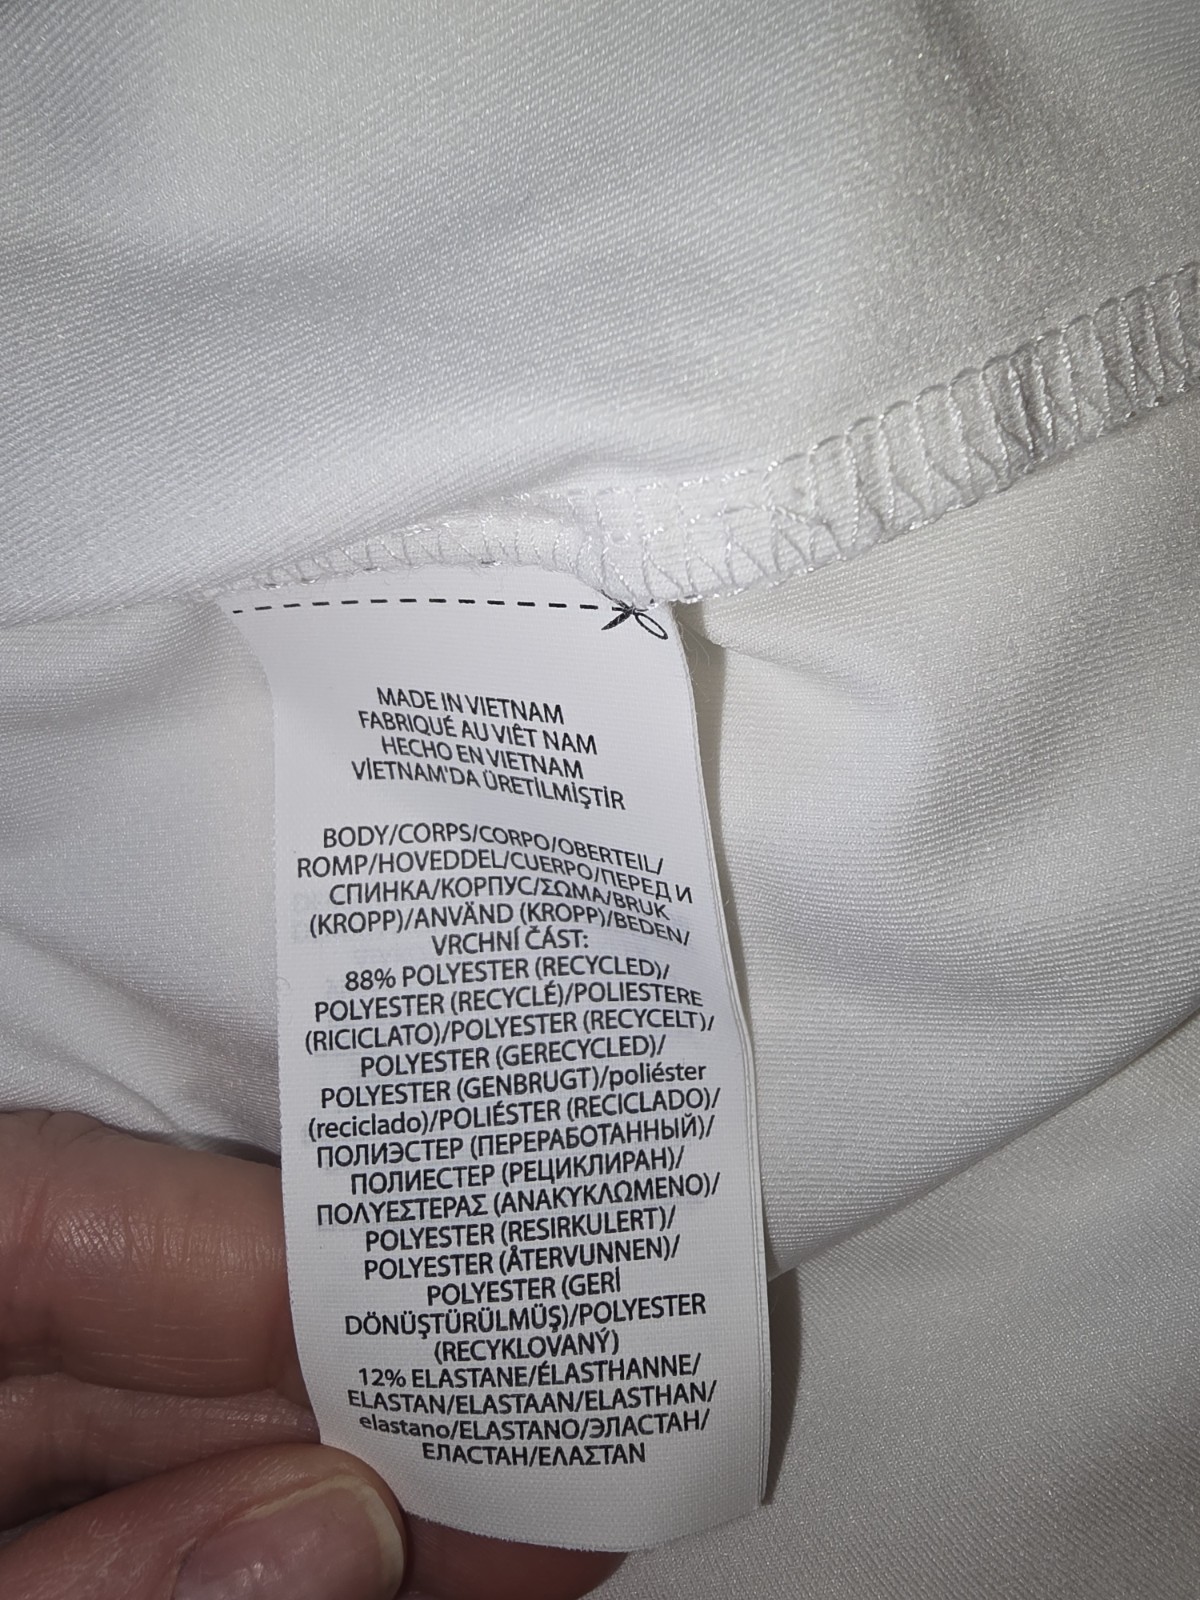 MADE IN VIETNAM
FABRIQUÉ AU VIÊT NAM
HECHO EN VIETNAM
VİETNAM'DA ÜRETİLMİŞTİR
BODY/CORPS/CORPO/OBERTEIL/
ROMP/HOVEDDEL/CUERPO/ПЕРЕД И
СПИНКА/КОРПУС/ΣΩΜΑ/BRUK
(KROPP)/ANVÄND (KROPP)/BEDEN/
VRCHNÍ ČÁST:
88% POLYESTER (RECYCLED)/
POLYESTER (RECYCLÉ)/POLIESTERE
(RICICLATO)/POLYESTER (RECYCELT)/
POLYESTER (GERECYCLED)/
POLYESTER (GENBRUGT)/poliéster
(reciclado)/POLIÉSTER (RECICLADO)/
ПОЛИЭСТЕР (ПЕРЕРАБОТАННЫЙ)/
ПОЛИЕСТЕР (РЕЦИКЛИРАН)/
ΠΟΛΥΕΣΤΕΡΑΣ (ΑΝΑΚΥΚΛΩΜΕΝΟ)/
POLYESTER (RESIRKULERT)/
POLYESTER (ÅTERVUNNEN)/
POLYESTER (GERİ
DÖNÜŞTÜRÜLMÜŞ)/POLYESTER
(RECYKLOVANÝ)
12% ELASTANE/ÉLASTHANNE/
ELASTAN/ELASTAAN/ELASTHAN/
elastano/ELASTANO/ЭЛАСТАН/
ЕЛАСТАН/ΕΛΑΣΤΑΝ